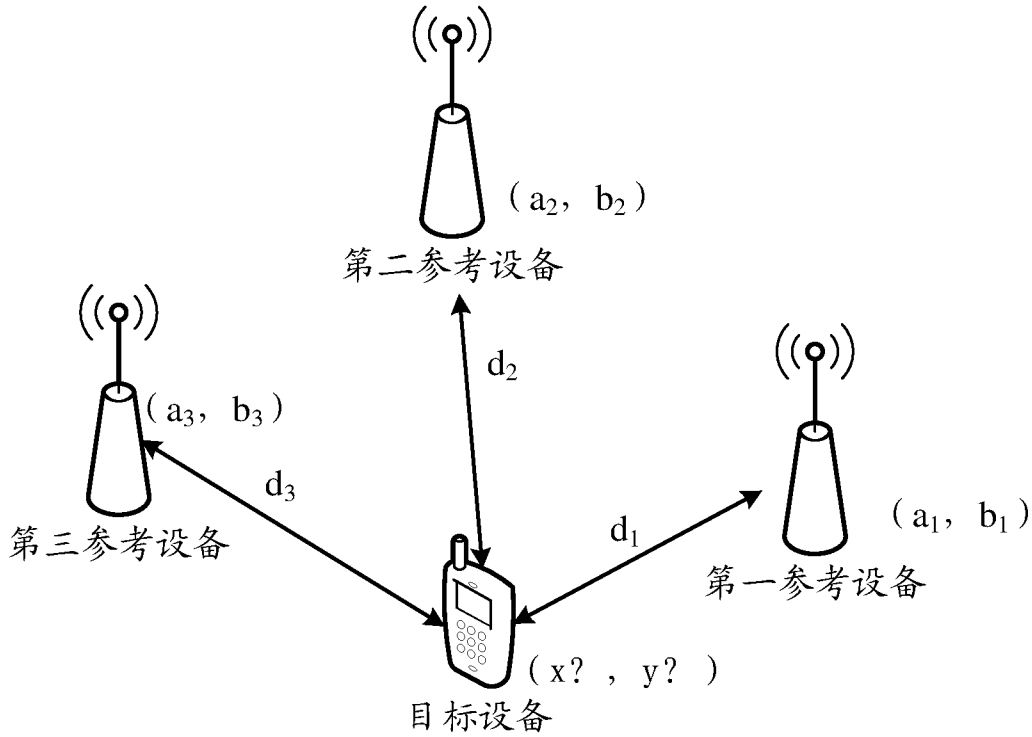 （a₂，b₂）
第二参考设备
d₂
（a₃，b₃）
d₃
第三参考设备
（a₁，b₁）
d₁
第一参考设备
（x?，y?）
目标设备